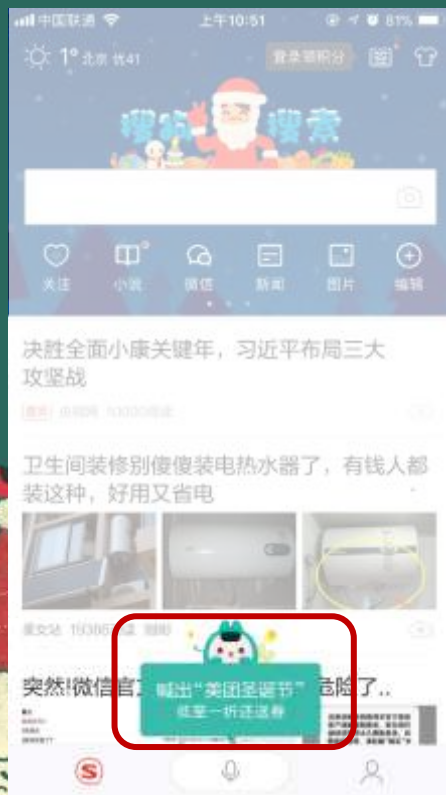 中国联通 上午10:51 81%
1° 北京 优41 登录领积分
搜狗 搜索
关注 小说 微信 新闻 图片 编辑
决胜全面小康关键年，习近平布局三大
攻坚战
卫生间装修别傻傻装电热水器了，有钱人都
装这种，好用又省电
突然!微信官 危险了..
喊出“美团圣诞节”
低至一折还送券
S